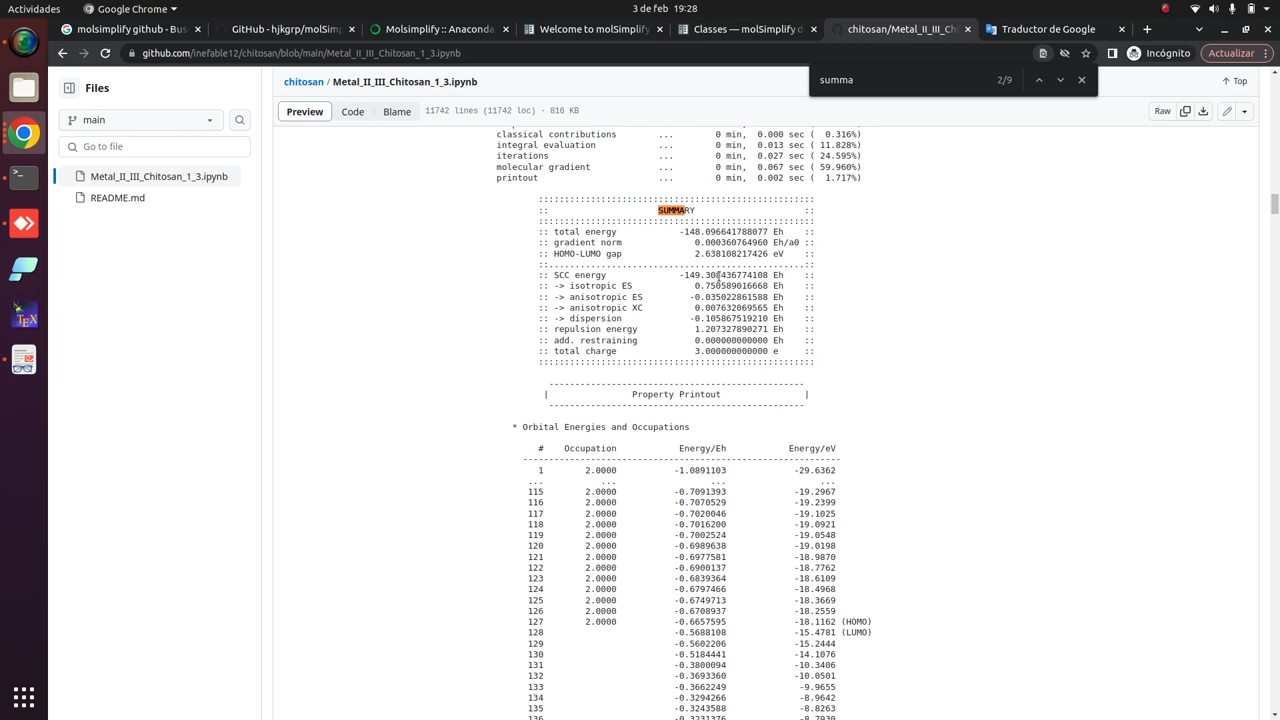 Actividades
Google Chrome
3 de feb 19:28
molsimplify github - Bus
GitHub - hjkgrp/molSim
Molsimplify :: Anaconda
Welcome to molSimplify
Classes — molSimplify d
chitosan/Metal_II_III_Ch
Traductor de Google
github.com/inefable12/chitosan/blob/main/Metal_II_III_Chitosan_1_3.ipynb
Incógnito
Actualizar
summa
2/9
Files
chitosan / Metal_II_III_Chitosan_1_3.ipynb
Top
main
Preview
Code
Blame
11742 lines (11742 loc) · 816 KB
Raw
Go to file
Metal_II_III_Chitosan_1_3.ipynb
README.md
classical contributions ... 0 min, 0.000 sec ( 0.316%)
integral evaluation ... 0 min, 0.013 sec ( 11.828%)
iterations ... 0 min, 0.027 sec ( 24.595%)
molecular gradient ... 0 min, 0.067 sec ( 59.960%)
printout ... 0 min, 0.002 sec ( 1.717%)
:::::::::::::::::::::::::::::::::::::::::::::::::::::
:: SUMMARY ::
:::::::::::::::::::::::::::::::::::::::::::::::::::::
:: total energy -148.096641788077 Eh ::
:: gradient norm 0.000360764960 Eh/a0 ::
:: HOMO-LUMO gap 2.638108217426 eV ::
::.................................................::
:: SCC energy -149.308436774108 Eh ::
:: -> isotropic ES 0.750589016668 Eh ::
:: -> anisotropic ES -0.035022861588 Eh ::
:: -> anisotropic XC 0.007632069565 Eh ::
:: -> dispersion -0.105867519210 Eh ::
:: repulsion energy 1.207327890271 Eh ::
:: add. restraining 0.000000000000 Eh ::
:: total charge 3.000000000000 e ::
:::::::::::::::::::::::::::::::::::::::::::::::::::::
-------------------------------------------------
| Property Printout |
-------------------------------------------------
* Orbital Energies and Occupations
# Occupation Energy/Eh Energy/eV
-------------------------------------------------------------
1 2.0000 -1.0891103 -29.6362
... ... ... ...
115 2.0000 -0.7091393 -19.2967
116 2.0000 -0.7070529 -19.2399
117 2.0000 -0.7020046 -19.1025
118 2.0000 -0.7016200 -19.0921
119 2.0000 -0.7002524 -19.0548
120 2.0000 -0.6989638 -19.0198
121 2.0000 -0.6977581 -18.9870
122 2.0000 -0.6900137 -18.7762
123 2.0000 -0.6839364 -18.6109
124 2.0000 -0.6797466 -18.4968
125 2.0000 -0.6749713 -18.3669
126 2.0000 -0.6708937 -18.2559
127 2.0000 -0.6657595 -18.1162 (HOMO)
128 -0.5688108 -15.4781 (LUMO)
129 -0.5602206 -15.2444
130 -0.5184441 -14.1076
131 -0.3800094 -10.3406
132 -0.3693360 -10.0501
133 -0.3662249 -9.9655
134 -0.3294266 -8.9642
135 -0.3243588 -8.8263
136 -0.3231376 -8.7930